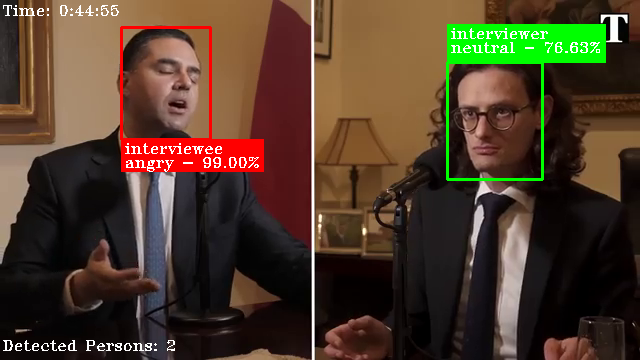 Time: 0:44:55
T
interviewer
neutral - 76.63%
interviewee
angry - 99.00%
Detected Persons: 2